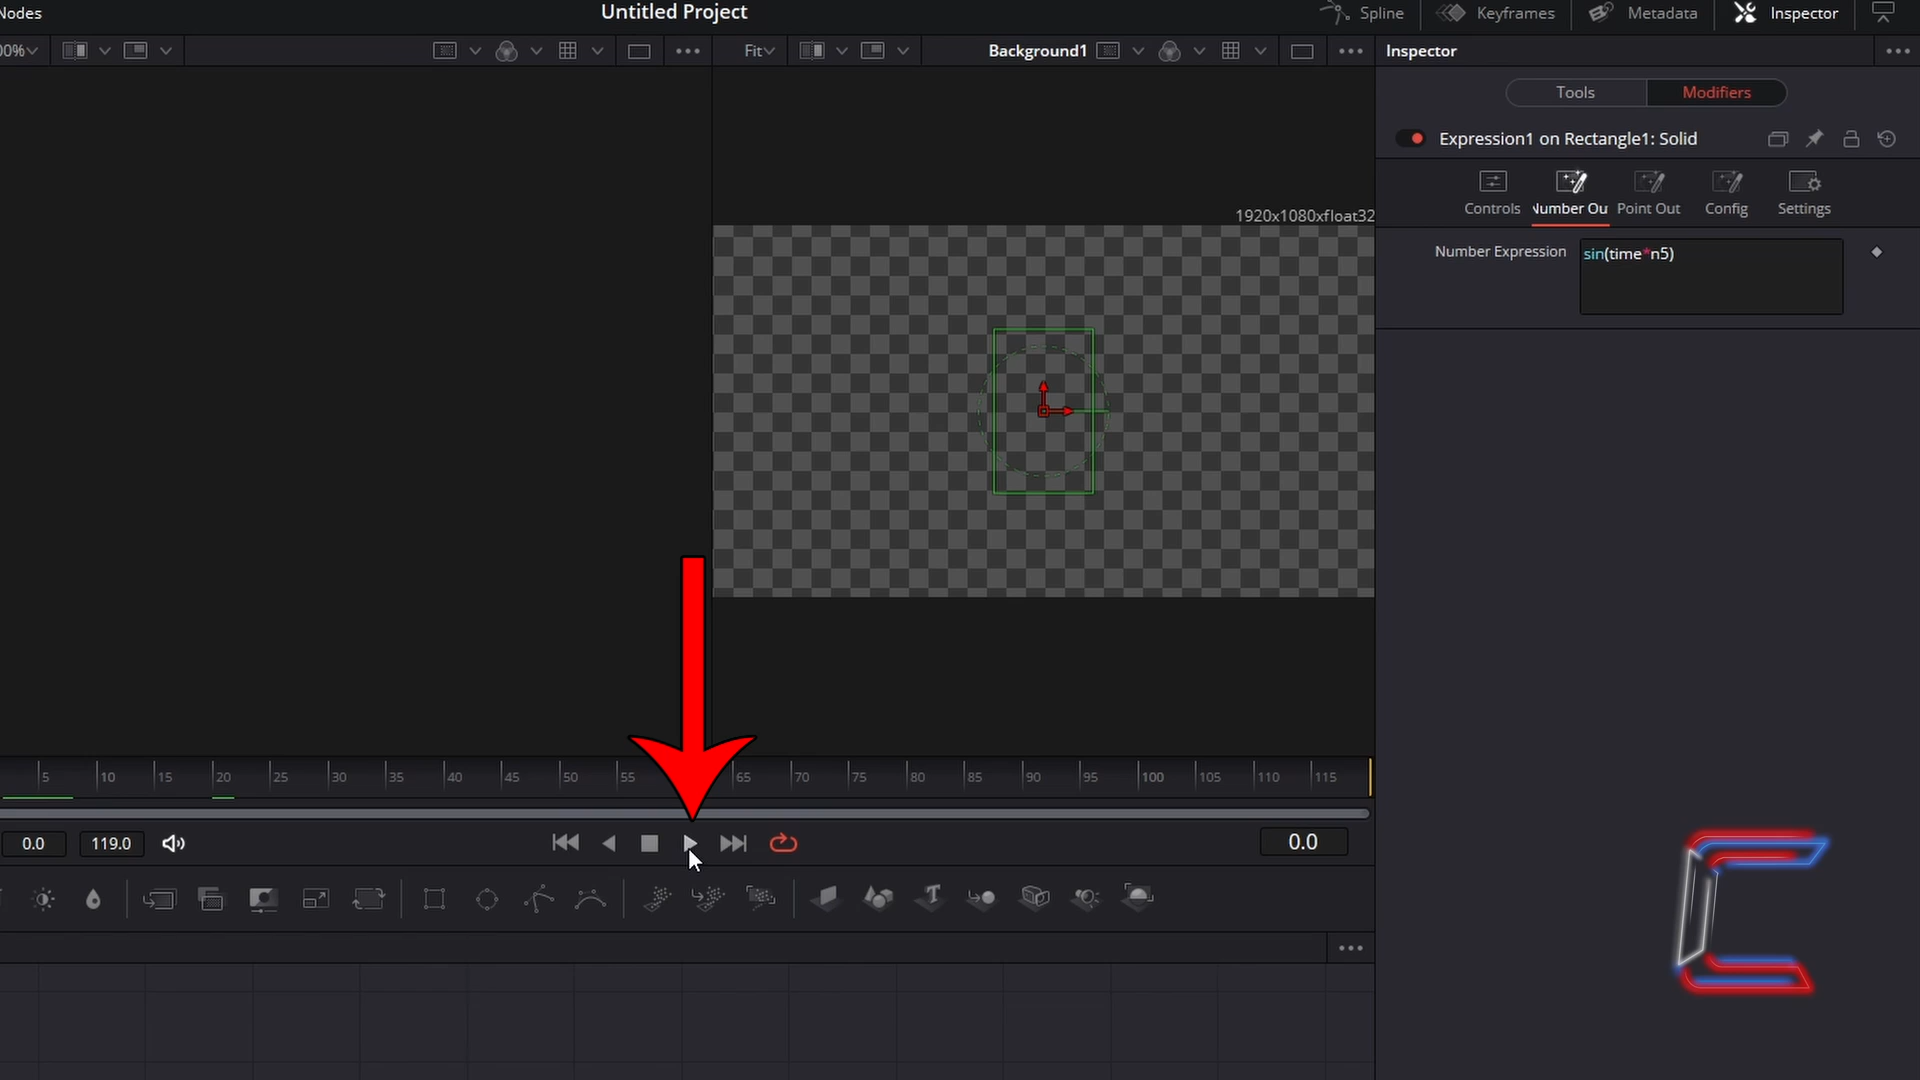 Nodes
Untitled Project
Spline
Keyframes
Metadata
Inspector
00%
Fit
Background1
Inspector
Tools
Modifiers
Expression1 on Rectangle1: Solid
Controls
Number Ou
Point Out
Config
Settings
1920x1080xfloat32
Number Expression
sin(time*n5)
5
10
15
20
25
30
35
40
45
50
55
65
70
75
80
85
90
95
100
105
110
115
0.0
119.0
0.0